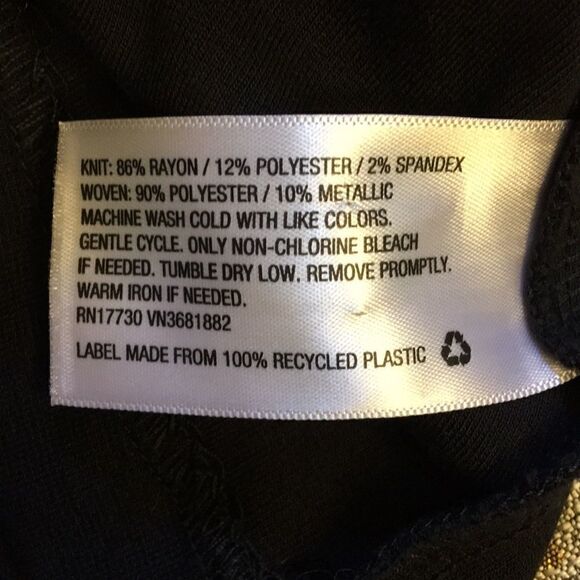 KNIT: 86% RAYON / 12% POLYESTER / 2% SPANDEX
WOVEN: 90% POLYESTER / 10% METALLIC
MACHINE WASH COLD WITH LIKE COLORS.
GENTLE CYCLE. ONLY NON-CHLORINE BLEACH
IF NEEDED. TUMBLE DRY LOW. REMOVE PROMPTLY.
WARM IRON IF NEEDED.
RN17730 VN3681882
LABEL MADE FROM 100% RECYCLED PLASTIC